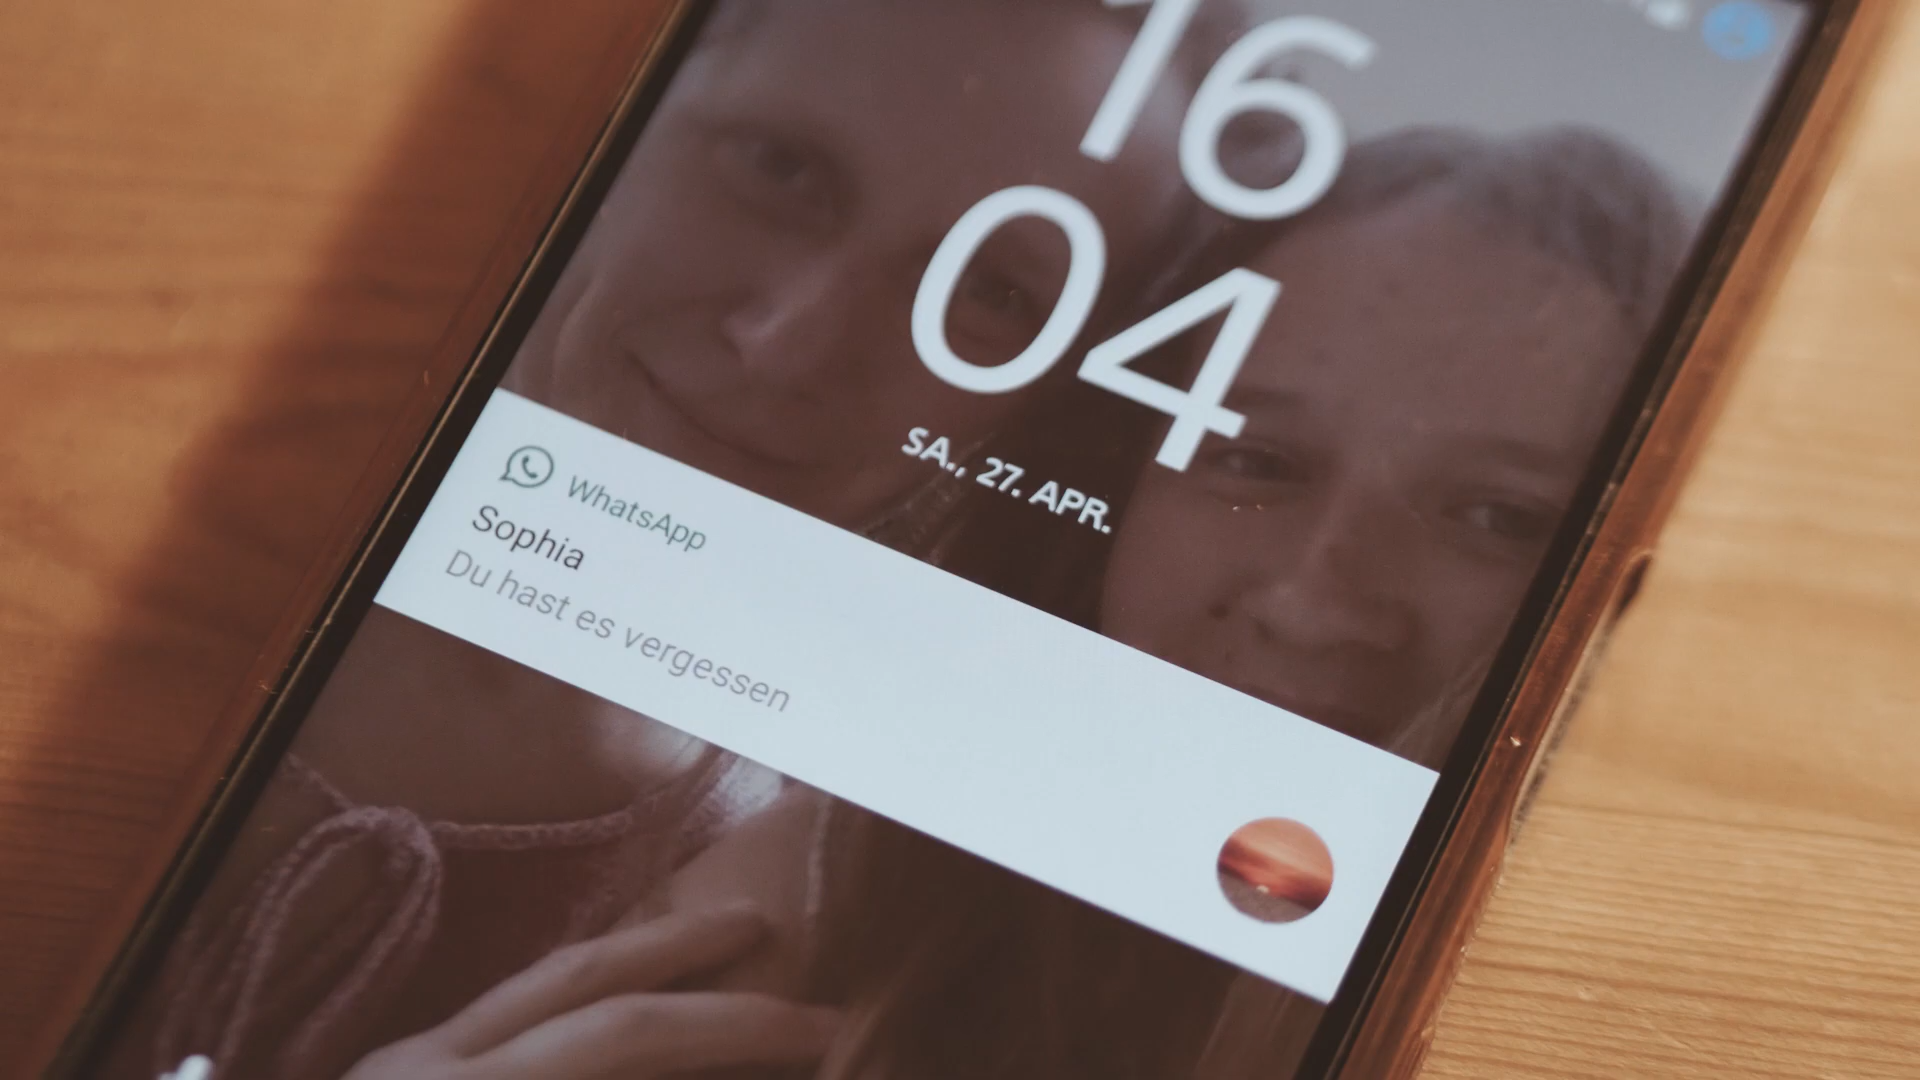 16
04
SA., 27. APR.
WhatsApp
Sophia
Du hast es vergessen